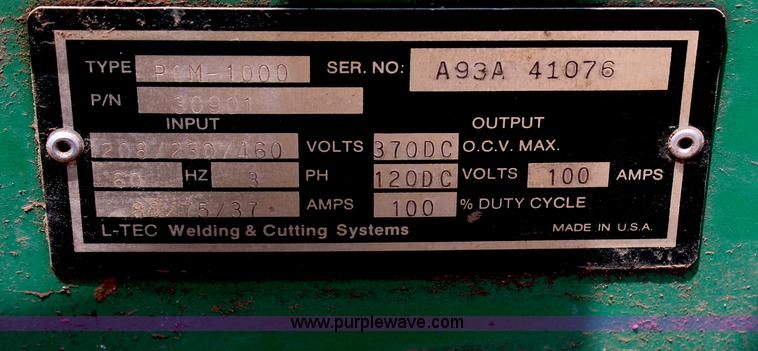 TYPE PCM-1000 SER. NO: A93A 41076
P/N 30901
INPUT OUTPUT
208/230/460 VOLTS 370DC O.C.V. MAX.
60 HZ 3 PH 120DC VOLTS 100 AMPS
/75/37 AMPS 100 % DUTY CYCLE
L-TEC Welding & Cutting Systems MADE IN U.S.A.
www.purplewave.com